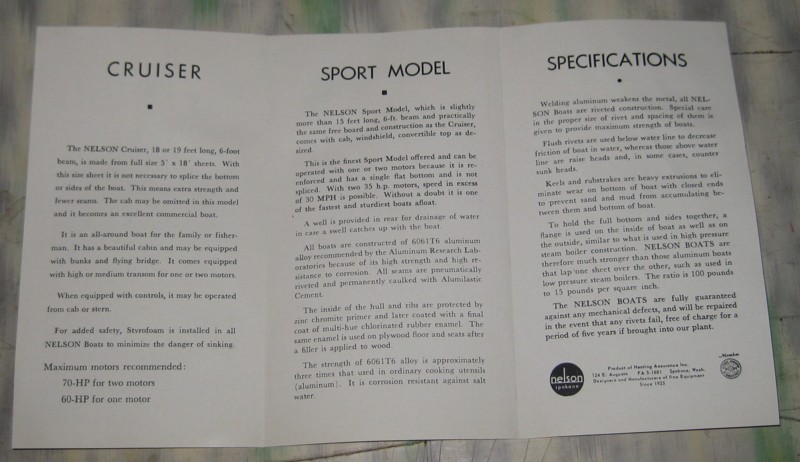 CRUISER
The NELSON Cruiser, 18 or 19 feet long, 6-foot
beam, is made from full size 5' x 18' sheets. With
this size sheet it is not necessary to splice the bottom
or sides of the boat. This means extra strength and
fewer seams. The cab may be omitted in this model
and it becomes an excellent commercial boat.
It is an all-around boat for the family or fisher-
man. It has a beautiful cabin and may be equipped
with bunks and flying bridge. It comes equipped
with high or medium transom for one or two motors.
When equipped with controls, it may be operated
from cab or stern.
For added safety, Styrofoam is installed in all
NELSON Boats to minimize the danger of sinking.
Maximum motors recommended:
70-HP for two motors
60-HP for one motor
SPORT MODEL
The NELSON Sport Model, which is slightly
more than 15 feet long, 6-ft. beam and practically
the same free board and construction as the Cruiser,
comes with cab, windshield, convertible top as de-
sired.
This is the finest Sport Model offered and can be
operated with one or two motors because it is re-
enforced and has a single flat bottom and is not
spliced. With two 35 h.p. motors, speed in excess
of 30 MPH is possible. Without a doubt it is one
of the fastest and sturdiest boats afloat.
A well is provided in rear for drainage of water
in case a swell catches up with the boat.
All boats are constructed of 6061T6 aluminum
alloy recommended by the Aluminum Research Lab-
oratories because of its high strength and high re-
sistance to corrosion. All seams are pneumatically
riveted and permanently caulked with Alumilastic
Cement.
The inside of the hull and ribs are protected by
zinc chromite primer and later coated with a final
coat of multi-hue chlorinated rubber enamel. The
same enamel is used on plywood floor and seats after
a filler is applied to wood.
The strength of 6061T6 alloy is approximately
three times that used in ordinary cooking utensils
(aluminum). It is corrosion resistant against salt
water.
SPECIFICATIONS
Welding aluminum weakens the metal, all NEL-
SON Boats are riveted construction. Special care
in the proper size of rivet and spacing of them is
given to provide maximum strength of boats.
Flush rivets are used below water line to decrease
friction of boat in water, whereas those above water
line are raise heads and, in some cases, counter
sunk heads.
Keels and rubstrakes are heavy extrusions to eli-
minate wear on bottom of boat with closed ends
to prevent sand and mud from accumulating be-
tween them and bottom of boat.
To hold the full bottom and sides together, a
flange is used on the inside of boat as well as on
the outside, similar to what is used in high pressure
steam boiler construction. NELSON BOATS are
therefore much stronger than those aluminum boats
that lap one sheet over the other, such as used in
low pressure steam boilers. The ratio is 100 pounds
to 15 pounds per square inch.
The NELSON BOATS are fully guaranteed
against any mechanical defects, and will be repaired
in the event that any rivets fail, free of charge for a
period of five years if brought into our plant.
nelson
spokane
Product of Heating Assurance Inc.
124 E. Augusta FA 5-1681 Spokane, Wash.
Designers and Manufacturers of Fine Equipment
Since 1925
Member